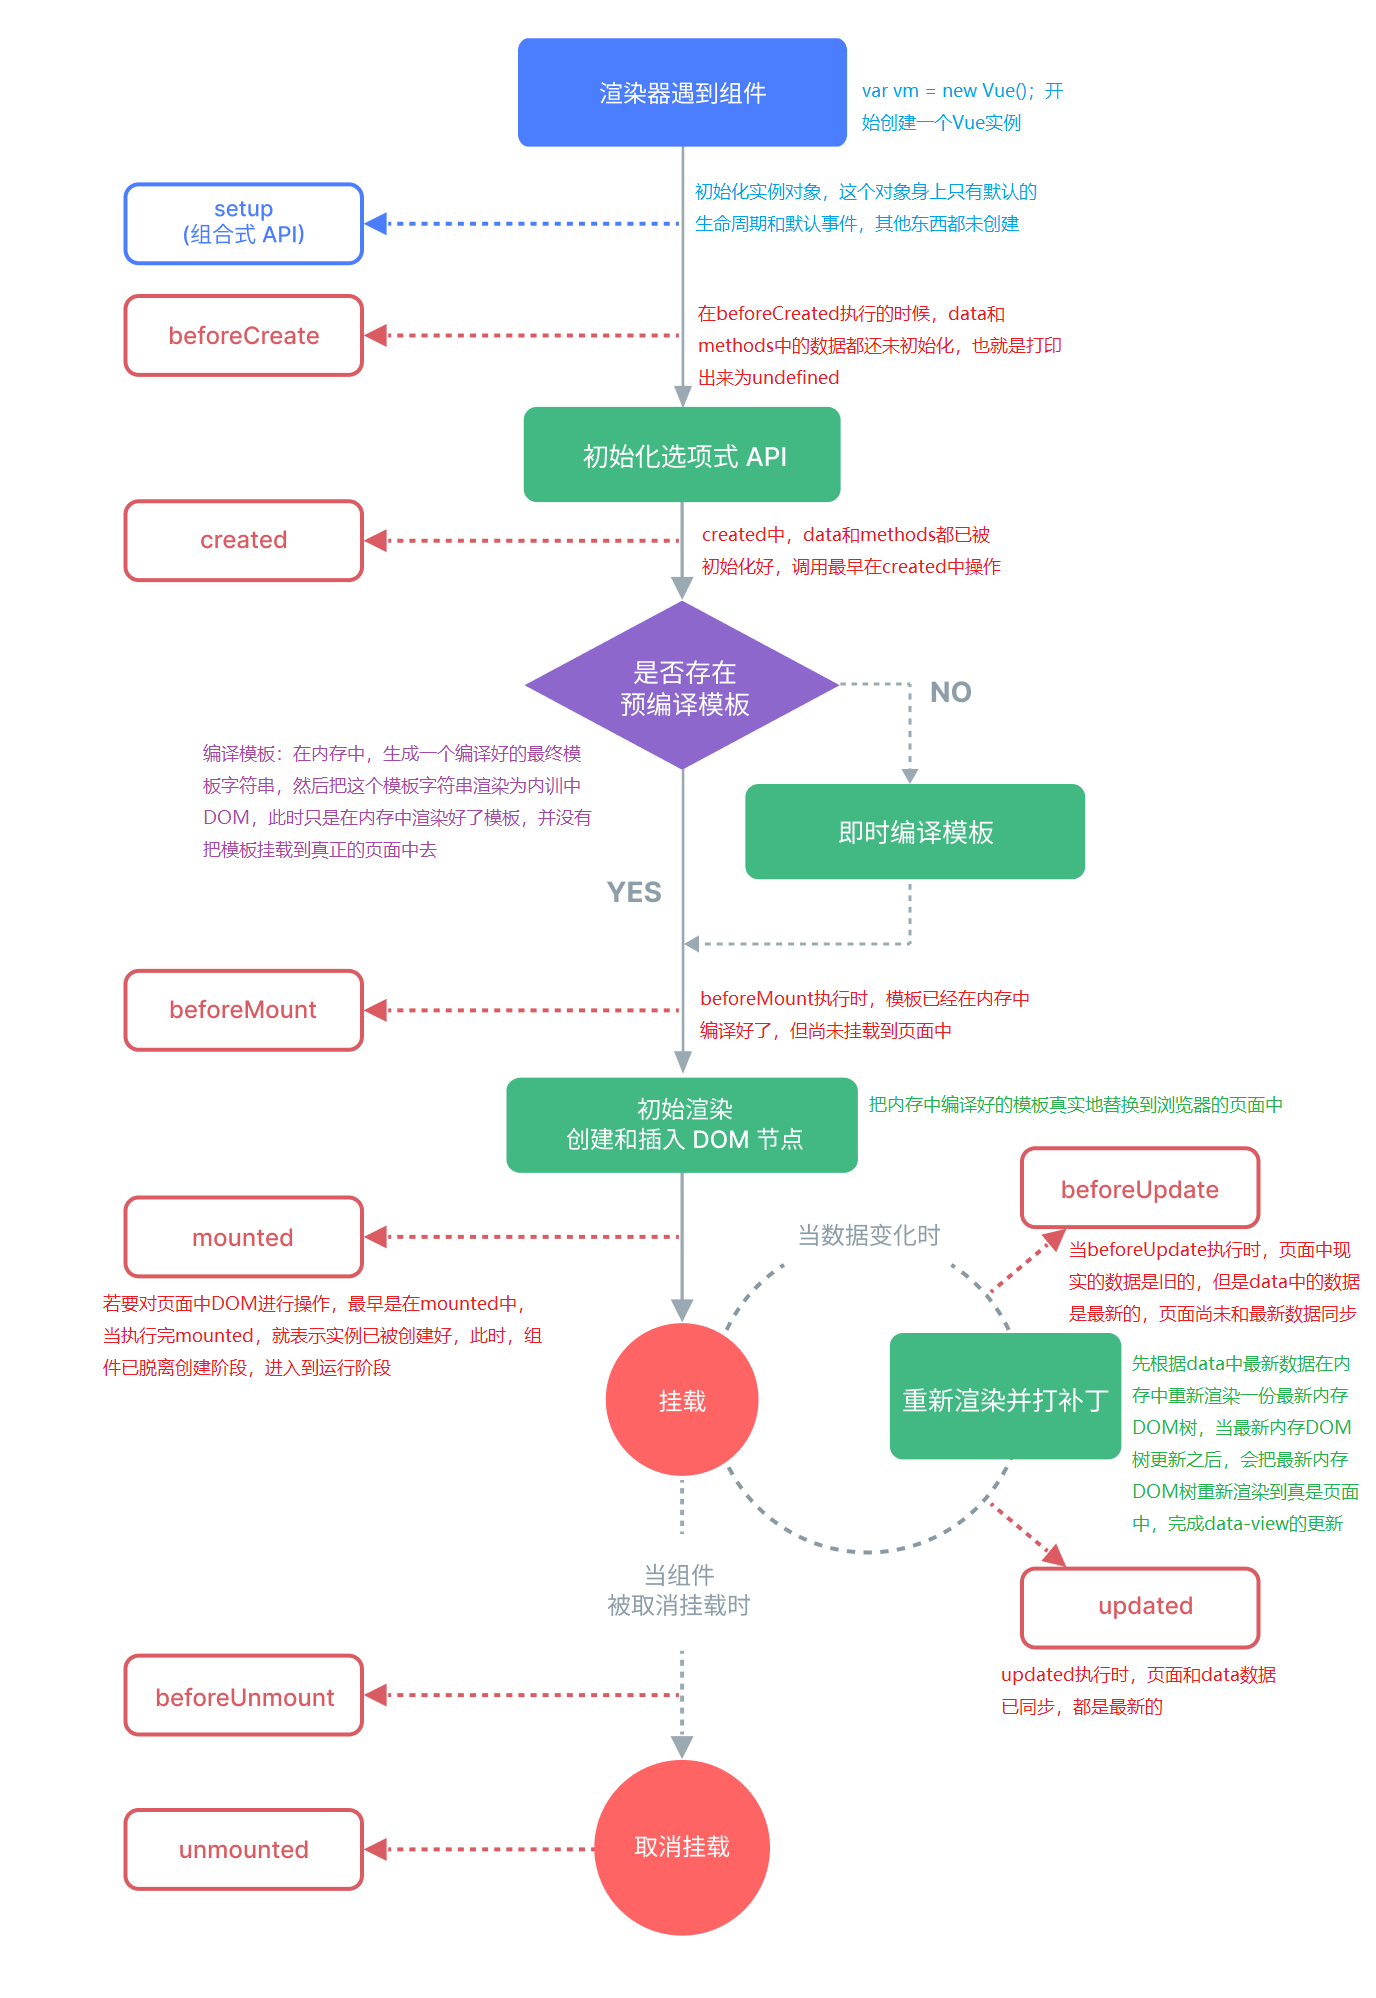 渲染器遇到组件
var vm = new Vue()；开
始创建一个Vue实例
setup
(组合式 API)
初始化实例对象，这个对象身上只有默认的
生命周期和默认事件，其他东西都未创建
beforeCreate
在beforeCreated执行的时候，data和
methods中的数据都还未初始化，也就是打印
出来为undefined
初始化选项式 API
created
created中，data和methods都已被
初始化好，调用最早在created中操作
是否存在
预编译模板
NO
编译模板：在内存中，生成一个编译好的最终模
板字符串，然后把这个模板字符串渲染为内训中
DOM，此时只是在内存中渲染好了模板，并没有
把模板挂载到真正的页面中去
即时编译模板
YES
beforeMount
beforeMount执行时，模板已经在内存中
编译好了，但尚未挂载到页面中
初始渲染
创建和插入 DOM 节点
把内存中编译好的模板真实地替换到浏览器的页面中
mounted
若要对页面中DOM进行操作，最早是在mounted中，
当执行完mounted，就表示实例已被创建好，此时，组
件已脱离创建阶段，进入到运行阶段
当数据变化时
beforeUpdate
当beforeUpdate执行时，页面中现
实的数据是旧的，但是data中的数据
是最新的，页面尚未和最新数据同步
挂载
重新渲染并打补丁
先根据data中最新数据在内
存中重新渲染一份最新内存
DOM树，当最新内存DOM
树更新之后，会把最新内存
DOM树重新渲染到真是页面
中，完成data-view的更新
当组件
被取消挂载时
updated
updated执行时，页面和data数据
已同步，都是最新的
beforeUnmount
unmounted
取消挂载